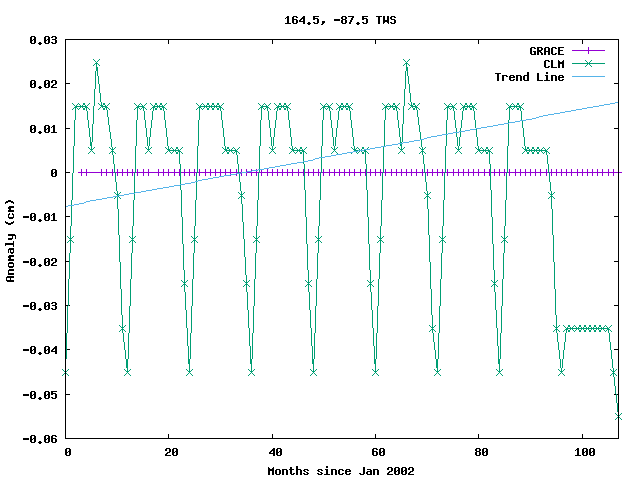 164.5, -87.5 TWS
GRACE
CLM
Trend Line
0.03
0.02
0.01
0
-0.01
-0.02
-0.03
-0.04
-0.05
-0.06
Anomaly (cm)
0 20 40 60 80 100
Months since Jan 2002